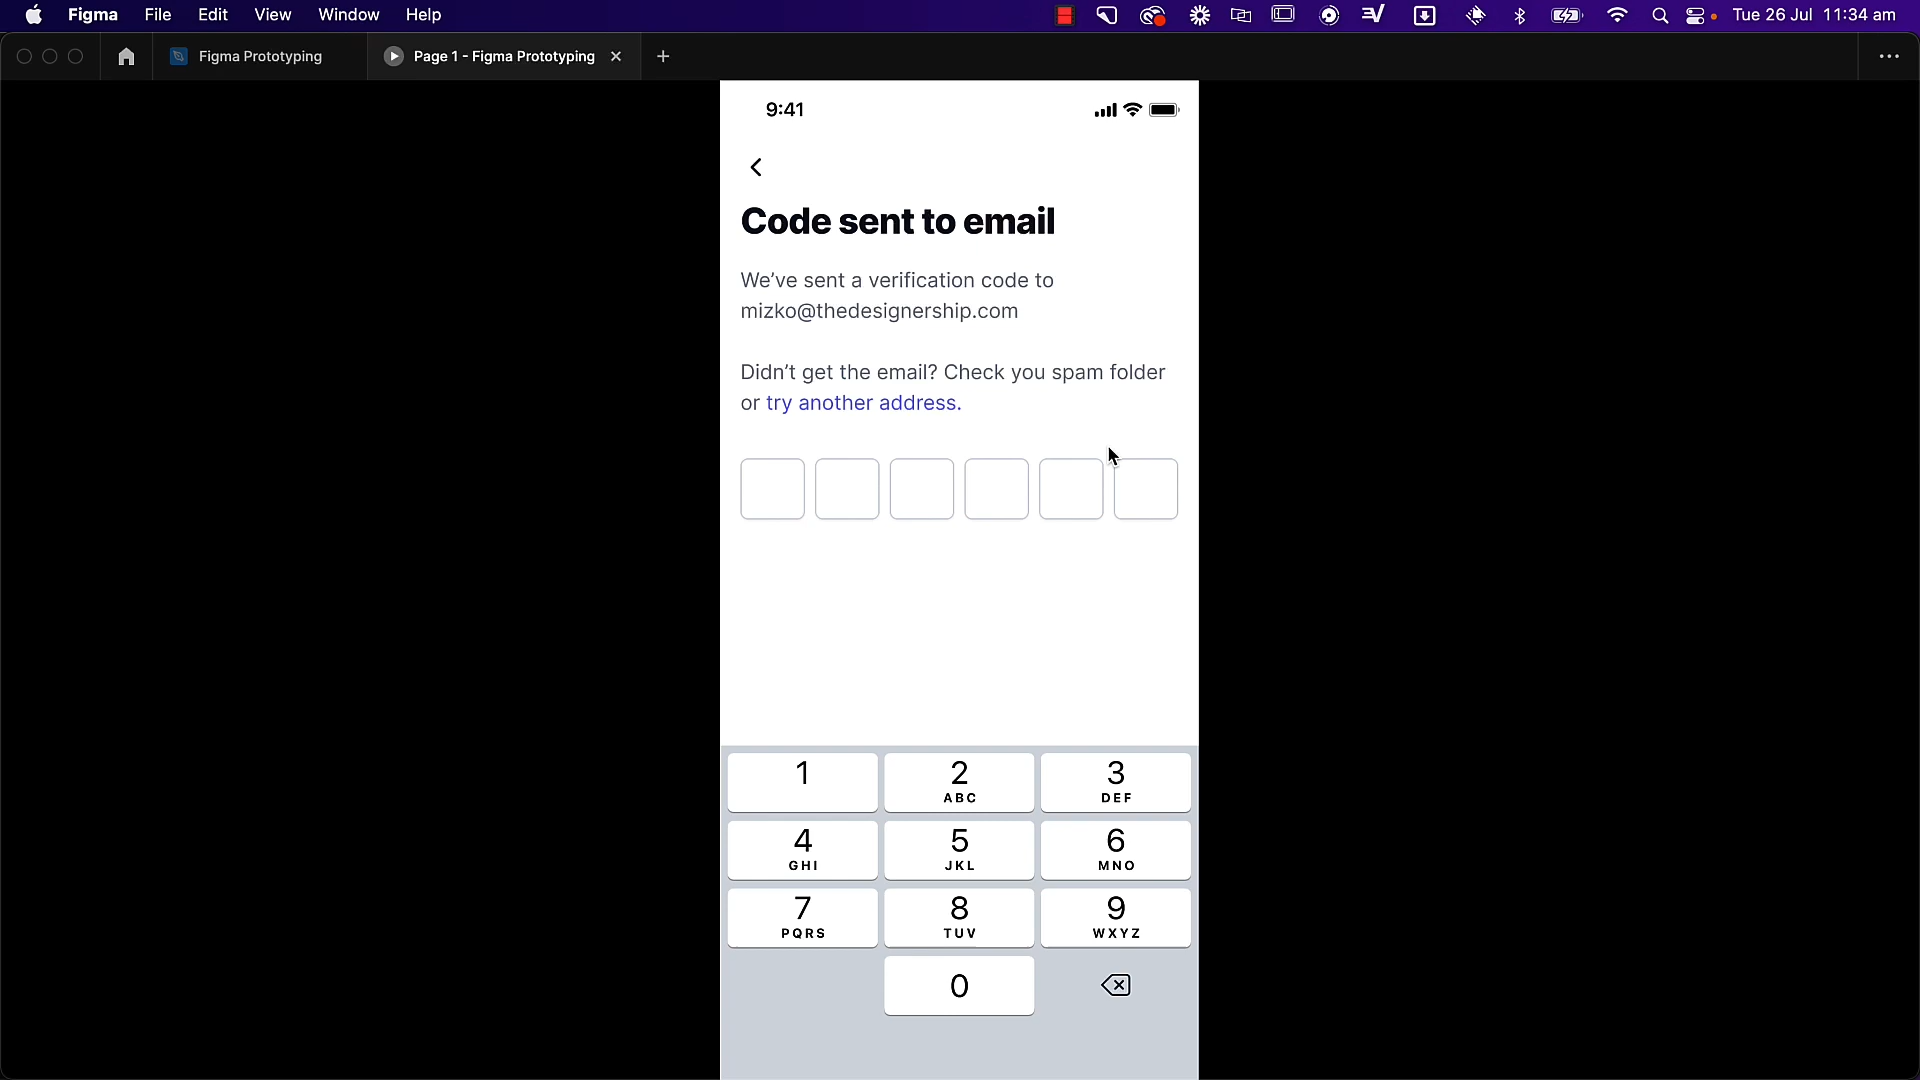 Figma File Edit View Window Help Tue 26 Jul 11:34 am
Figma Prototyping Page 1 - Figma Prototyping
9:41
Code sent to email
We’ve sent a verification code to
mizko@thedesignership.com
Didn’t get the email? Check you spam folder
or try another address.
1 2 3
ABC DEF
4 5 6
GHI JKL MNO
7 8 9
PQRS TUV WXYZ
0